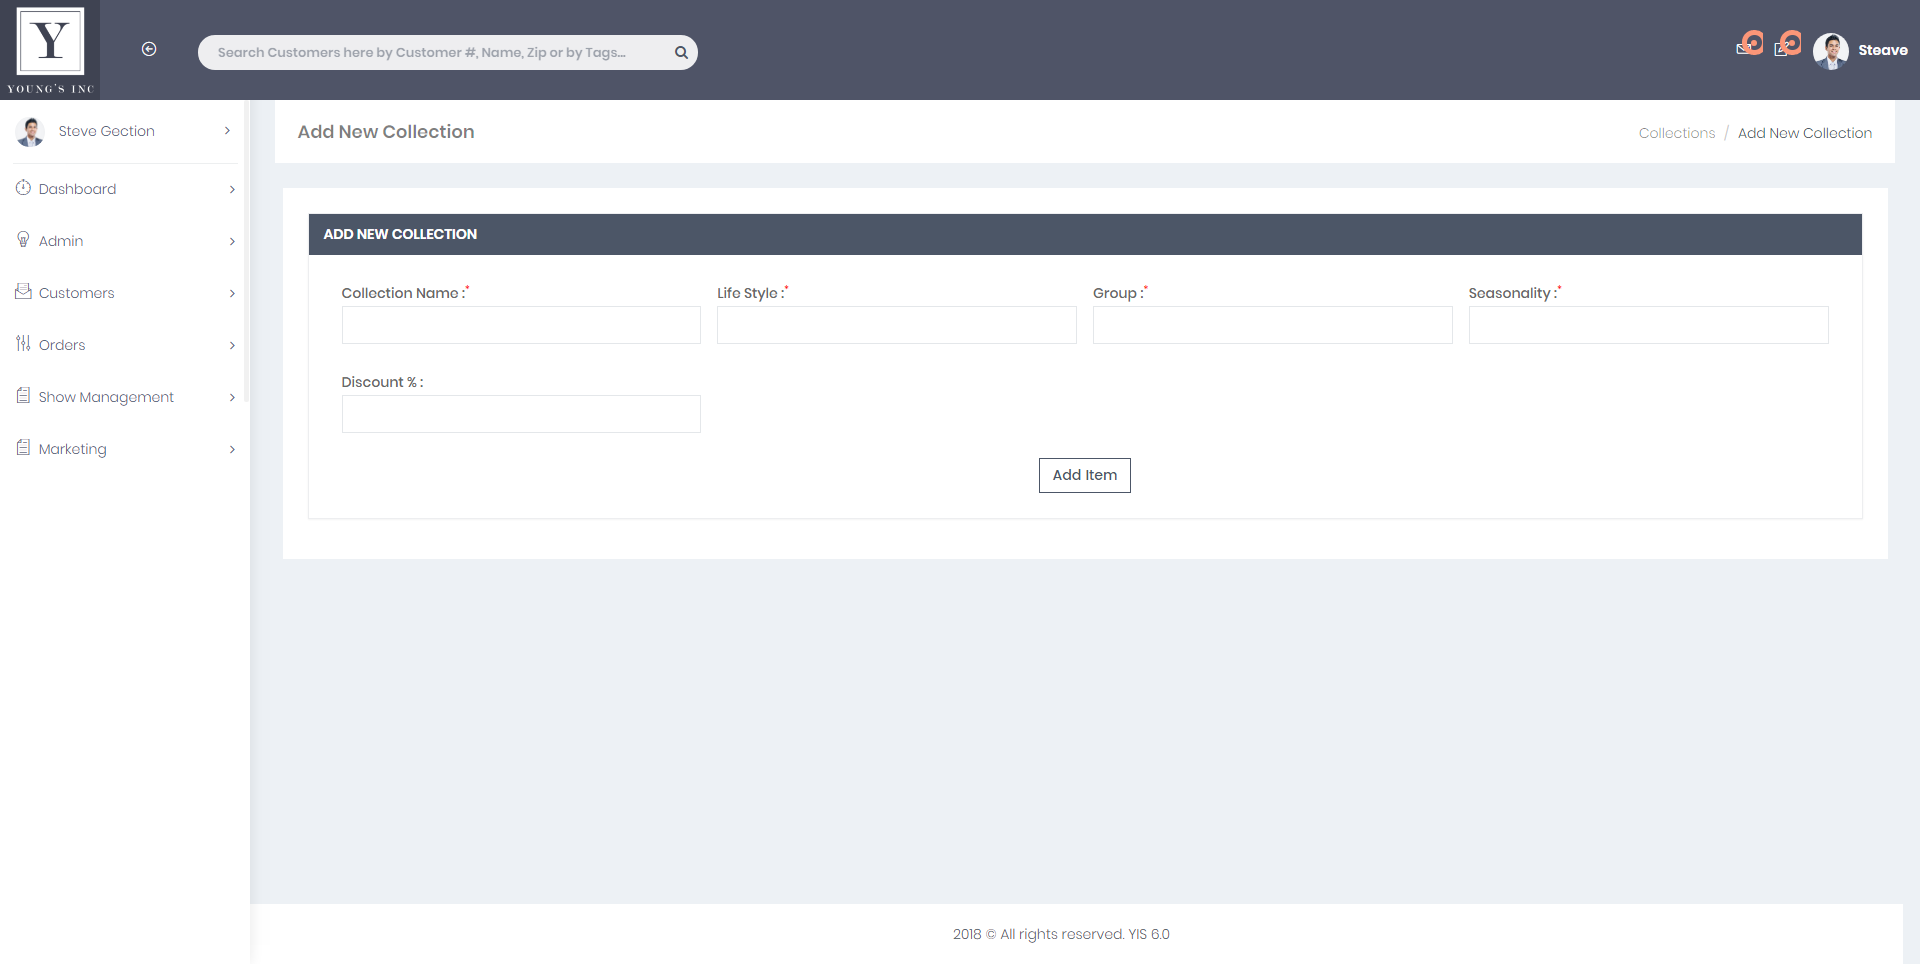 Y
YOUNG'S INC
Search Customers here by Customer #, Name, Zip or by Tags...
Steave
Steve Gection
Dashboard
Admin
Customers
Orders
Show Management
Marketing
Add New Collection
Collections / Add New Collection
ADD NEW COLLECTION
Collection Name :* Life Style :* Group :* Seasonality :*
Discount % :
Add Item
2018 © All rights reserved. YIS 6.0